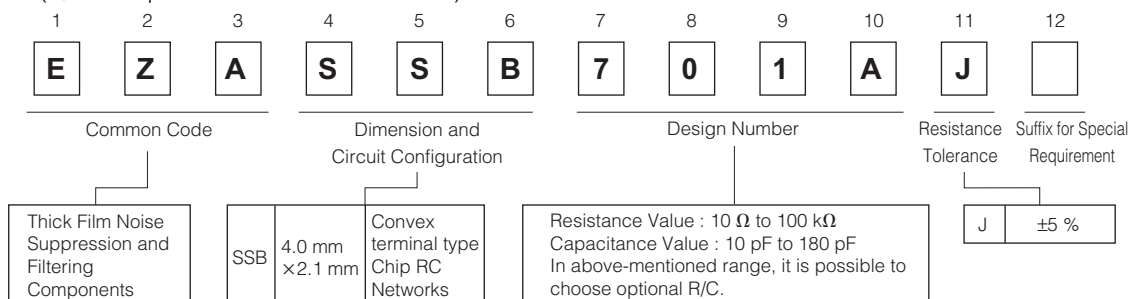 1 2 3 4 5 6 7 8 9 10 11 12
E Z A S S B 7 0 1 A J
Common Code
Dimension and
Circuit Configuration
Design Number
Resistance
Tolerance
Suffix for Special
Requirement
Thick Film Noise
Suppression and
Filtering
Components
SSB
4.0 mm
×2.1 mm
Convex
terminal type
Chip RC
Networks
Resistance Value : 10 Ω to 100 kΩ
Capacitance Value : 10 pF to 180 pF
In above-mentioned range, it is possible to
choose optional R/C.
J ±5 %